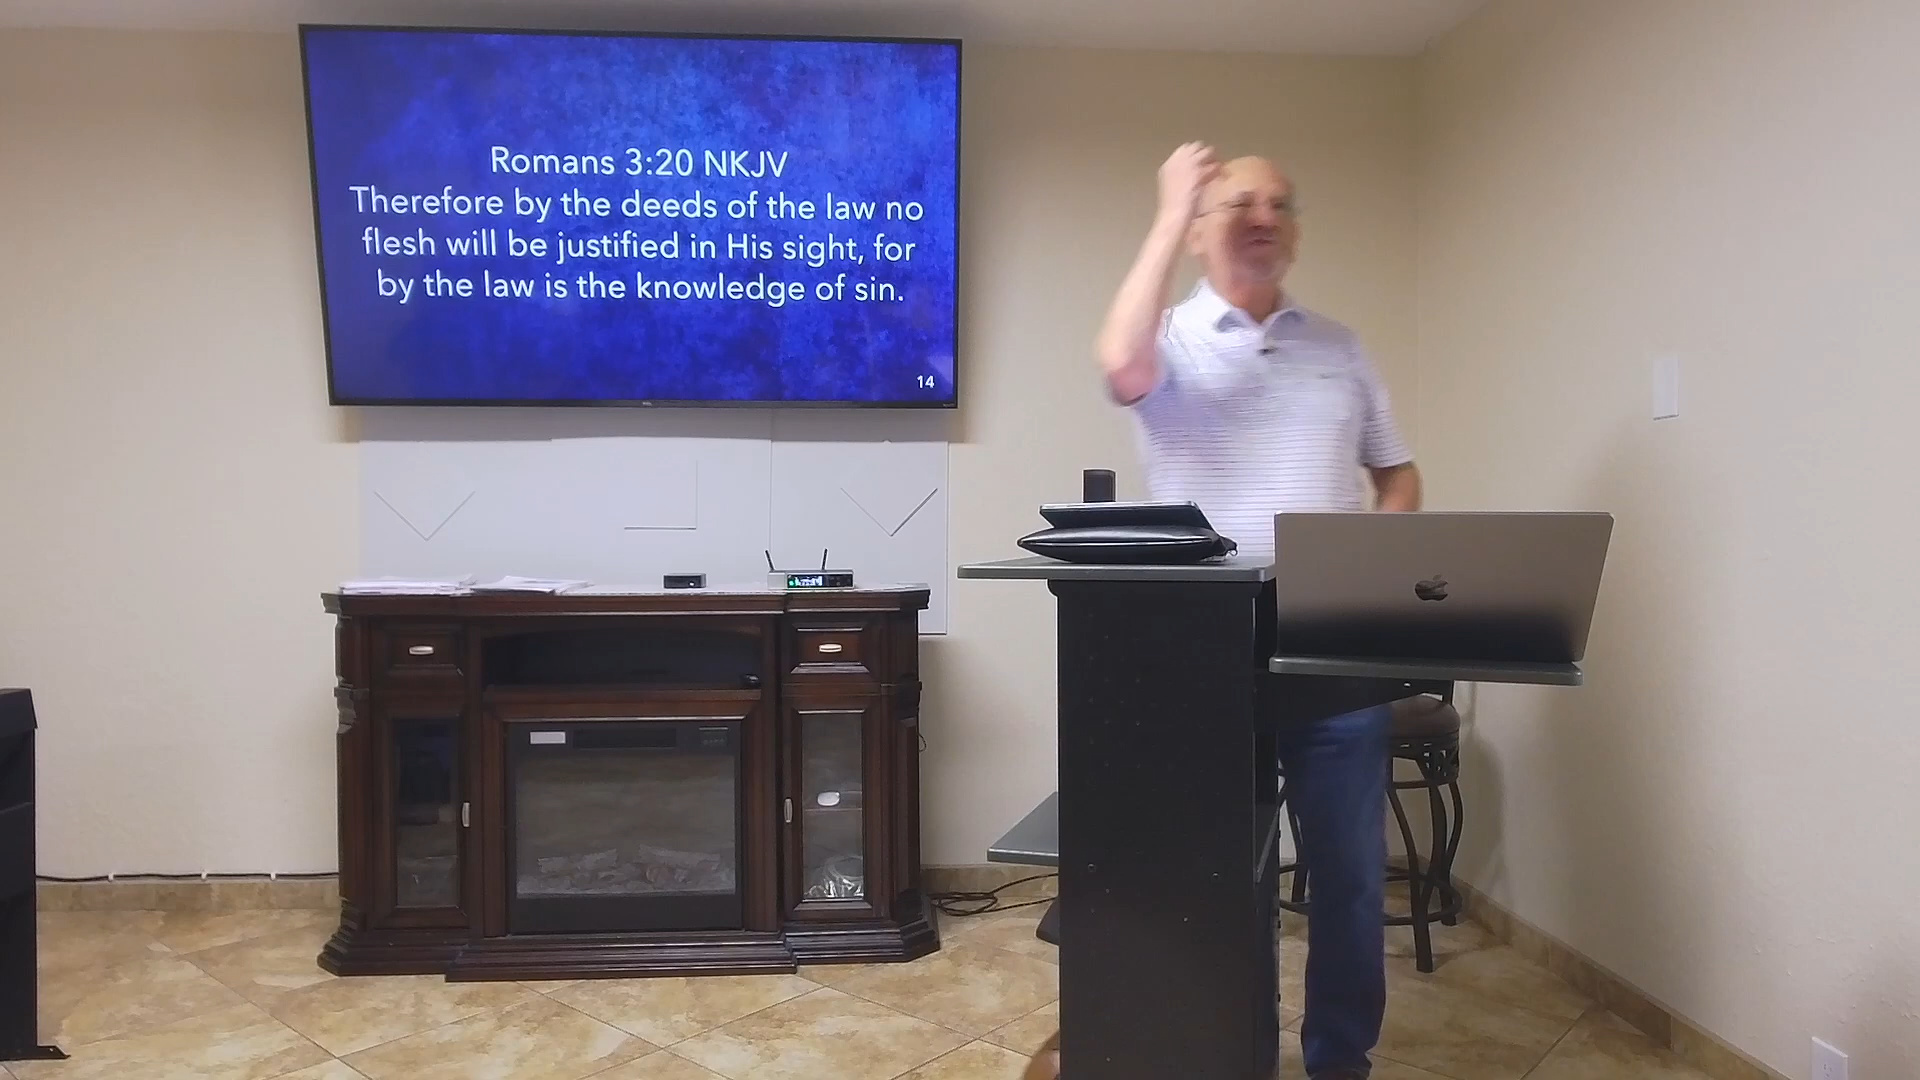 Romans 3:20 NKJV
Therefore by the deeds of the law no
flesh will be justified in His sight, for
by the law is the knowledge of sin.
14